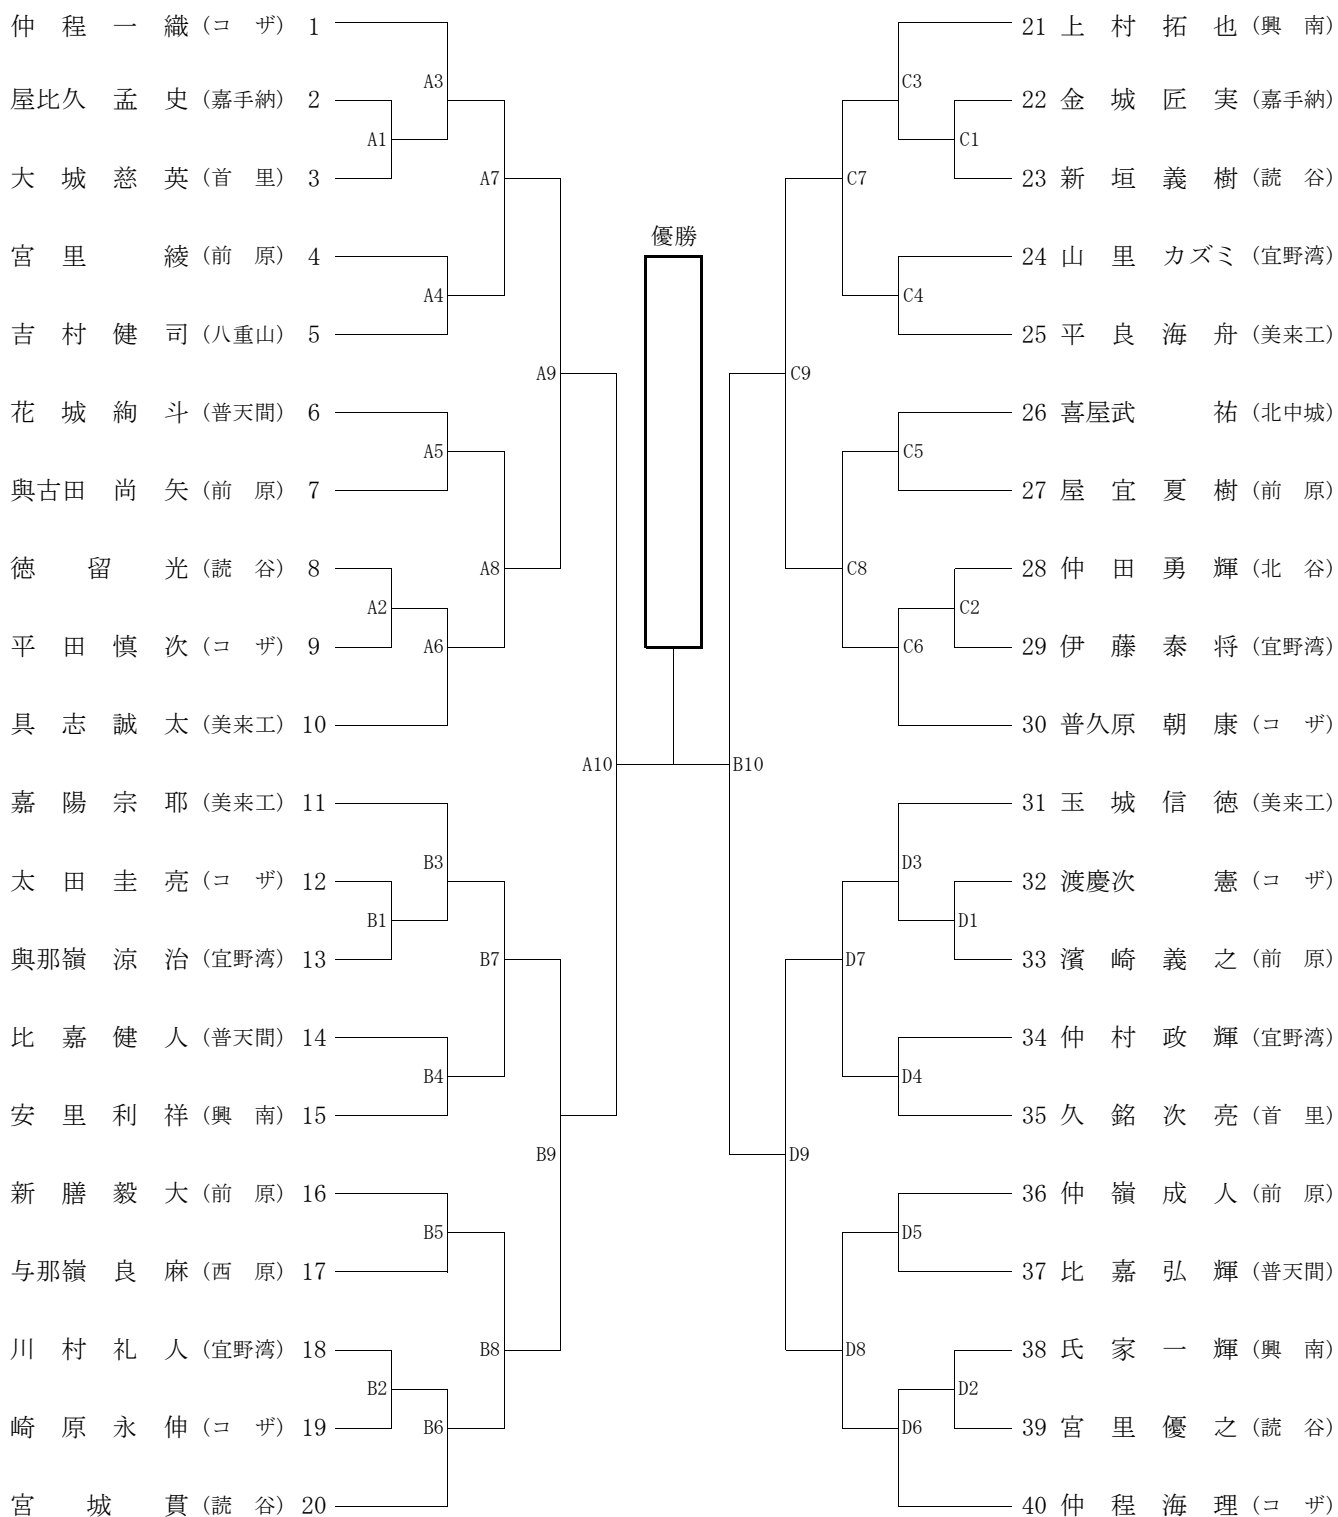 仲程一織（コザ） 1
屋比久孟史（嘉手納） 2
大城慈英（首里） 3
宮里綾（前原） 4
吉村健司（八重山） 5
花城絢斗（普天間） 6
與古田尚矢（前原） 7
徳留光（読谷） 8
平田慎次（コザ） 9
具志誠太（美来工） 10
嘉陽宗耶（美来工） 11
太田圭亮（コザ） 12
與那嶺涼治（宜野湾） 13
比嘉健人（普天間） 14
安里利祥（興南） 15
新膳毅大（前原） 16
与那嶺良麻（西原） 17
川村礼人（宜野湾） 18
崎原永伸（コザ） 19
宮城貫（読谷） 20
A3
A1
A7
A4
A9
A5
A8
A2
A6
A10
B3
B1
B7
B4
B9
B5
B8
B2
B6
優勝
C3
C1
C7
C4
C9
C5
C8
C2
C6
B10
D3
D1
D7
D4
D9
D5
D8
D2
D6
21 上村拓也（興南）
22 金城匠実（嘉手納）
23 新垣義樹（読谷）
24 山里カズミ（宜野湾）
25 平良海舟（美来工）
26 喜屋武祐（北中城）
27 屋宜夏樹（前原）
28 仲田勇輝（北谷）
29 伊藤泰将（宜野湾）
30 普久原朝康（コザ）
31 玉城信徳（美来工）
32 渡慶次憲（コザ）
33 濱崎義之（前原）
34 仲村政輝（宜野湾）
35 久銘次亮（首里）
36 仲嶺成人（前原）
37 比嘉弘輝（普天間）
38 氏家一輝（興南）
39 宮里優之（読谷）
40 仲程海理（コザ）